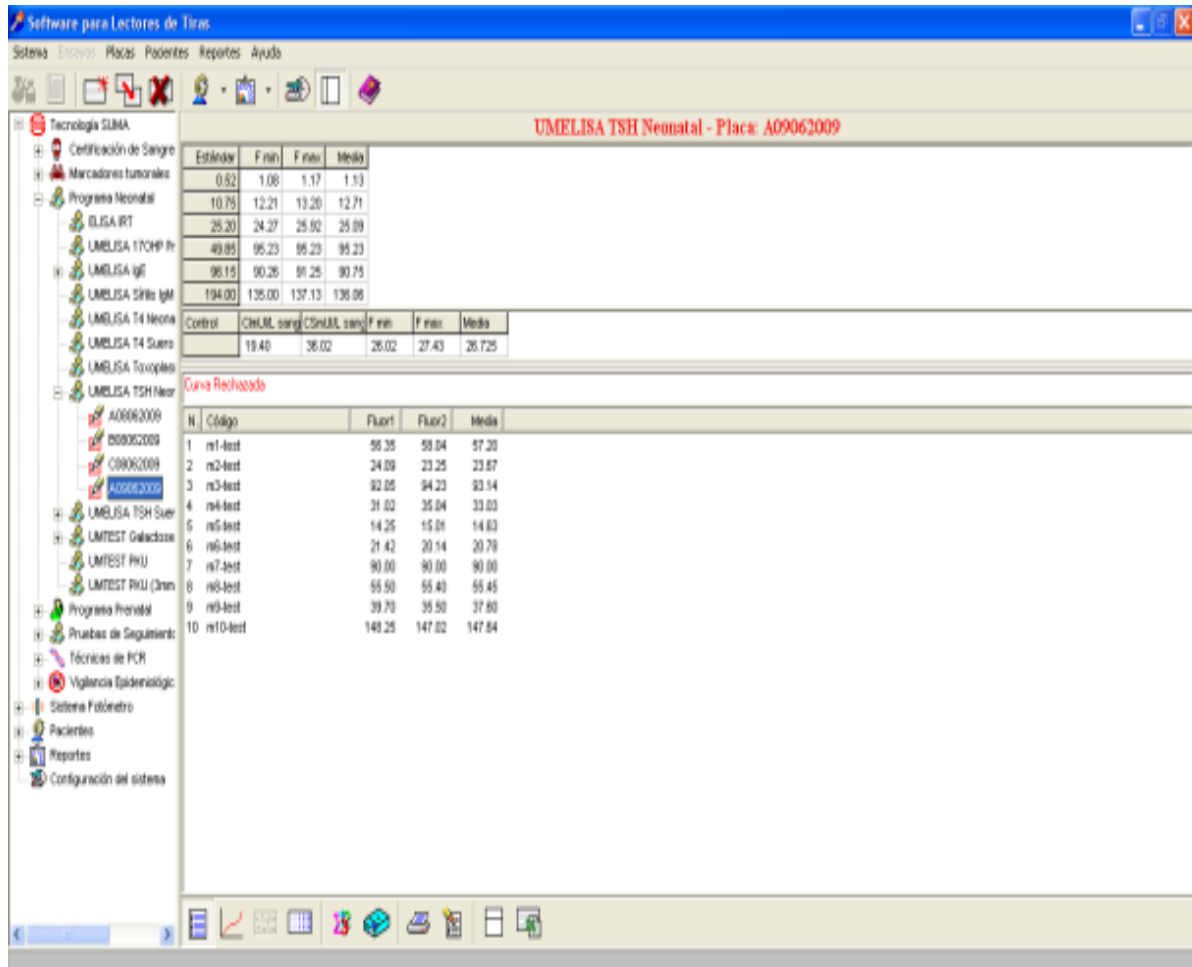 Software para Lectores de Tiras
Sistema Ensayos Placas Pacientes Reportes Ayuda
UMELISA TSH Neonatal - Placa: A09062009
Tecnología SUMA
Certificación de Sangre
Marcadores tumorales
Programa Neonatal
ELISA IRT
UMELISA 17OHP Pr
UMELISA IgE
UMELISA Sífilis IgM
UMELISA T4 Neona
UMELISA T4 Suero
UMELISA Toxoplas
UMELISA TSH Neon
A08062009
B08062009
C08062009
A09062009
UMELISA TSH Suer
UMTEST Galactose
UMTEST PKU
UMTEST PKU (3mm
Programa Prenatal
Pruebas de Seguimiento
Técnicas de PCR
Vigilancia Epidemiológic
Sistema Fotómetro
Pacientes
Reportes
Configuración del sistema
Estándar F min F max Media
0.52 1.08 1.17 1.13
10.75 12.21 13.20 12.71
25.20 24.27 25.92 25.09
49.85 95.23 95.23 95.23
96.15 90.26 91.25 90.75
194.00 135.00 137.13 136.06
Control CImUI/L sang CSmUI/L sang F min F max Media
19.40 36.02 26.02 27.43 26.725
Curva Rechazada
N. Código Fluor1 Fluor2 Media
1 m1-test 56.35 58.04 57.20
2 m2-test 24.09 23.25 23.67
3 m3-test 92.05 94.23 93.14
4 m4-test 31.02 35.04 33.03
5 m5-test 14.25 15.01 14.63
6 m6-test 21.42 20.14 20.78
7 m7-test 90.00 90.00 90.00
8 m8-test 55.50 55.40 55.45
9 m9-test 39.70 35.50 37.60
10 m10-test 148.25 147.02 147.64